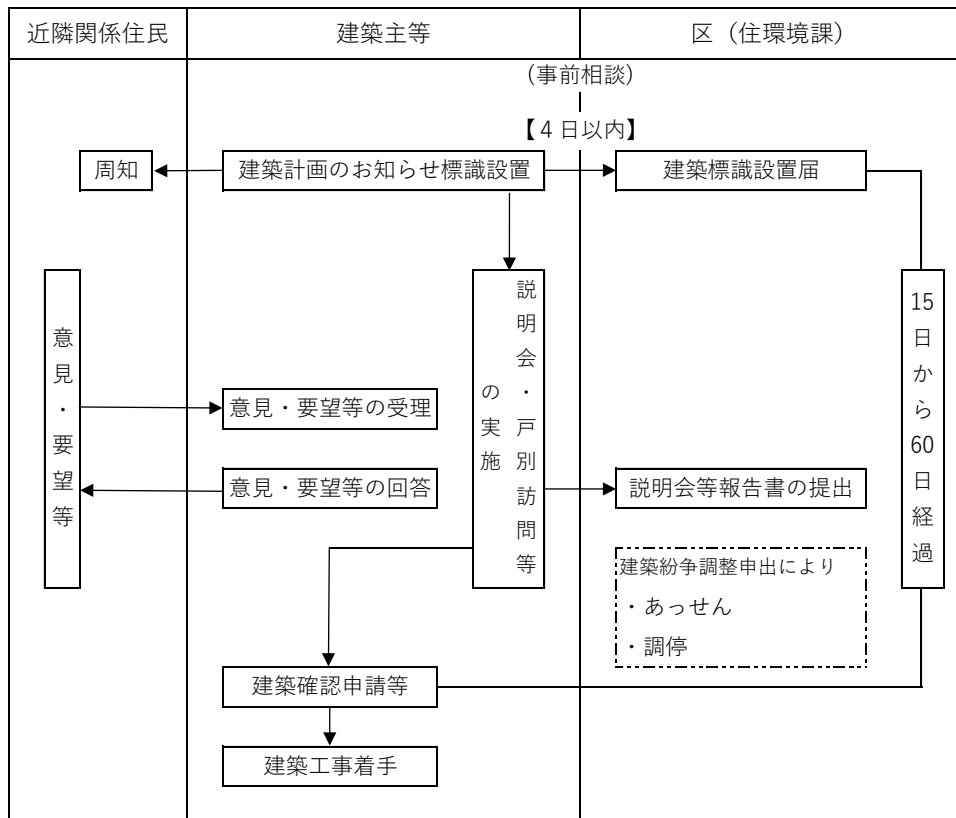 近隣関係住民
建築主等
区（住環境課）
（事前相談）
【４日以内】
周知
建築計画のお知らせ標識設置
建築標識設置届
意見・要望等
説明会・戸別訪問等
の実施
15日から60日経過
意見・要望等の受理
意見・要望等の回答
説明会等報告書の提出
建築紛争調整申出により
・あっせん
・調停
建築確認申請等
建築工事着手